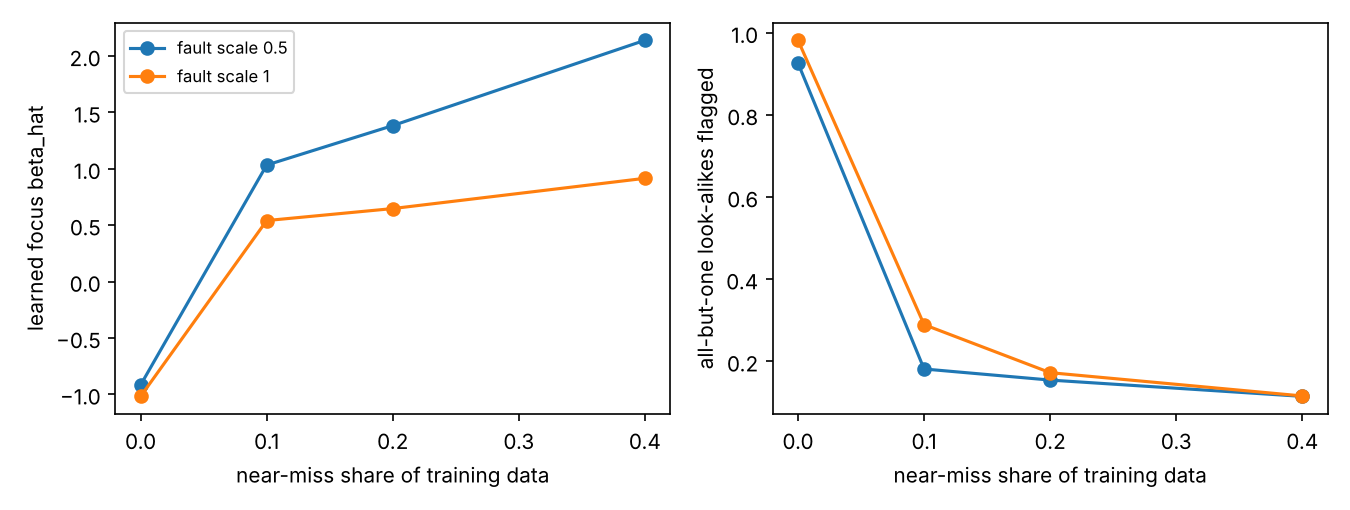 learned focus beta_hat
2.0
1.5
1.0
0.5
0.0
−0.5
−1.0
fault scale 0.5
fault scale 1
0.0 0.1 0.2 0.3 0.4
near-miss share of training data
all-but-one look-alikes flagged
1.0
0.8
0.6
0.4
0.2
0.0 0.1 0.2 0.3 0.4
near-miss share of training data